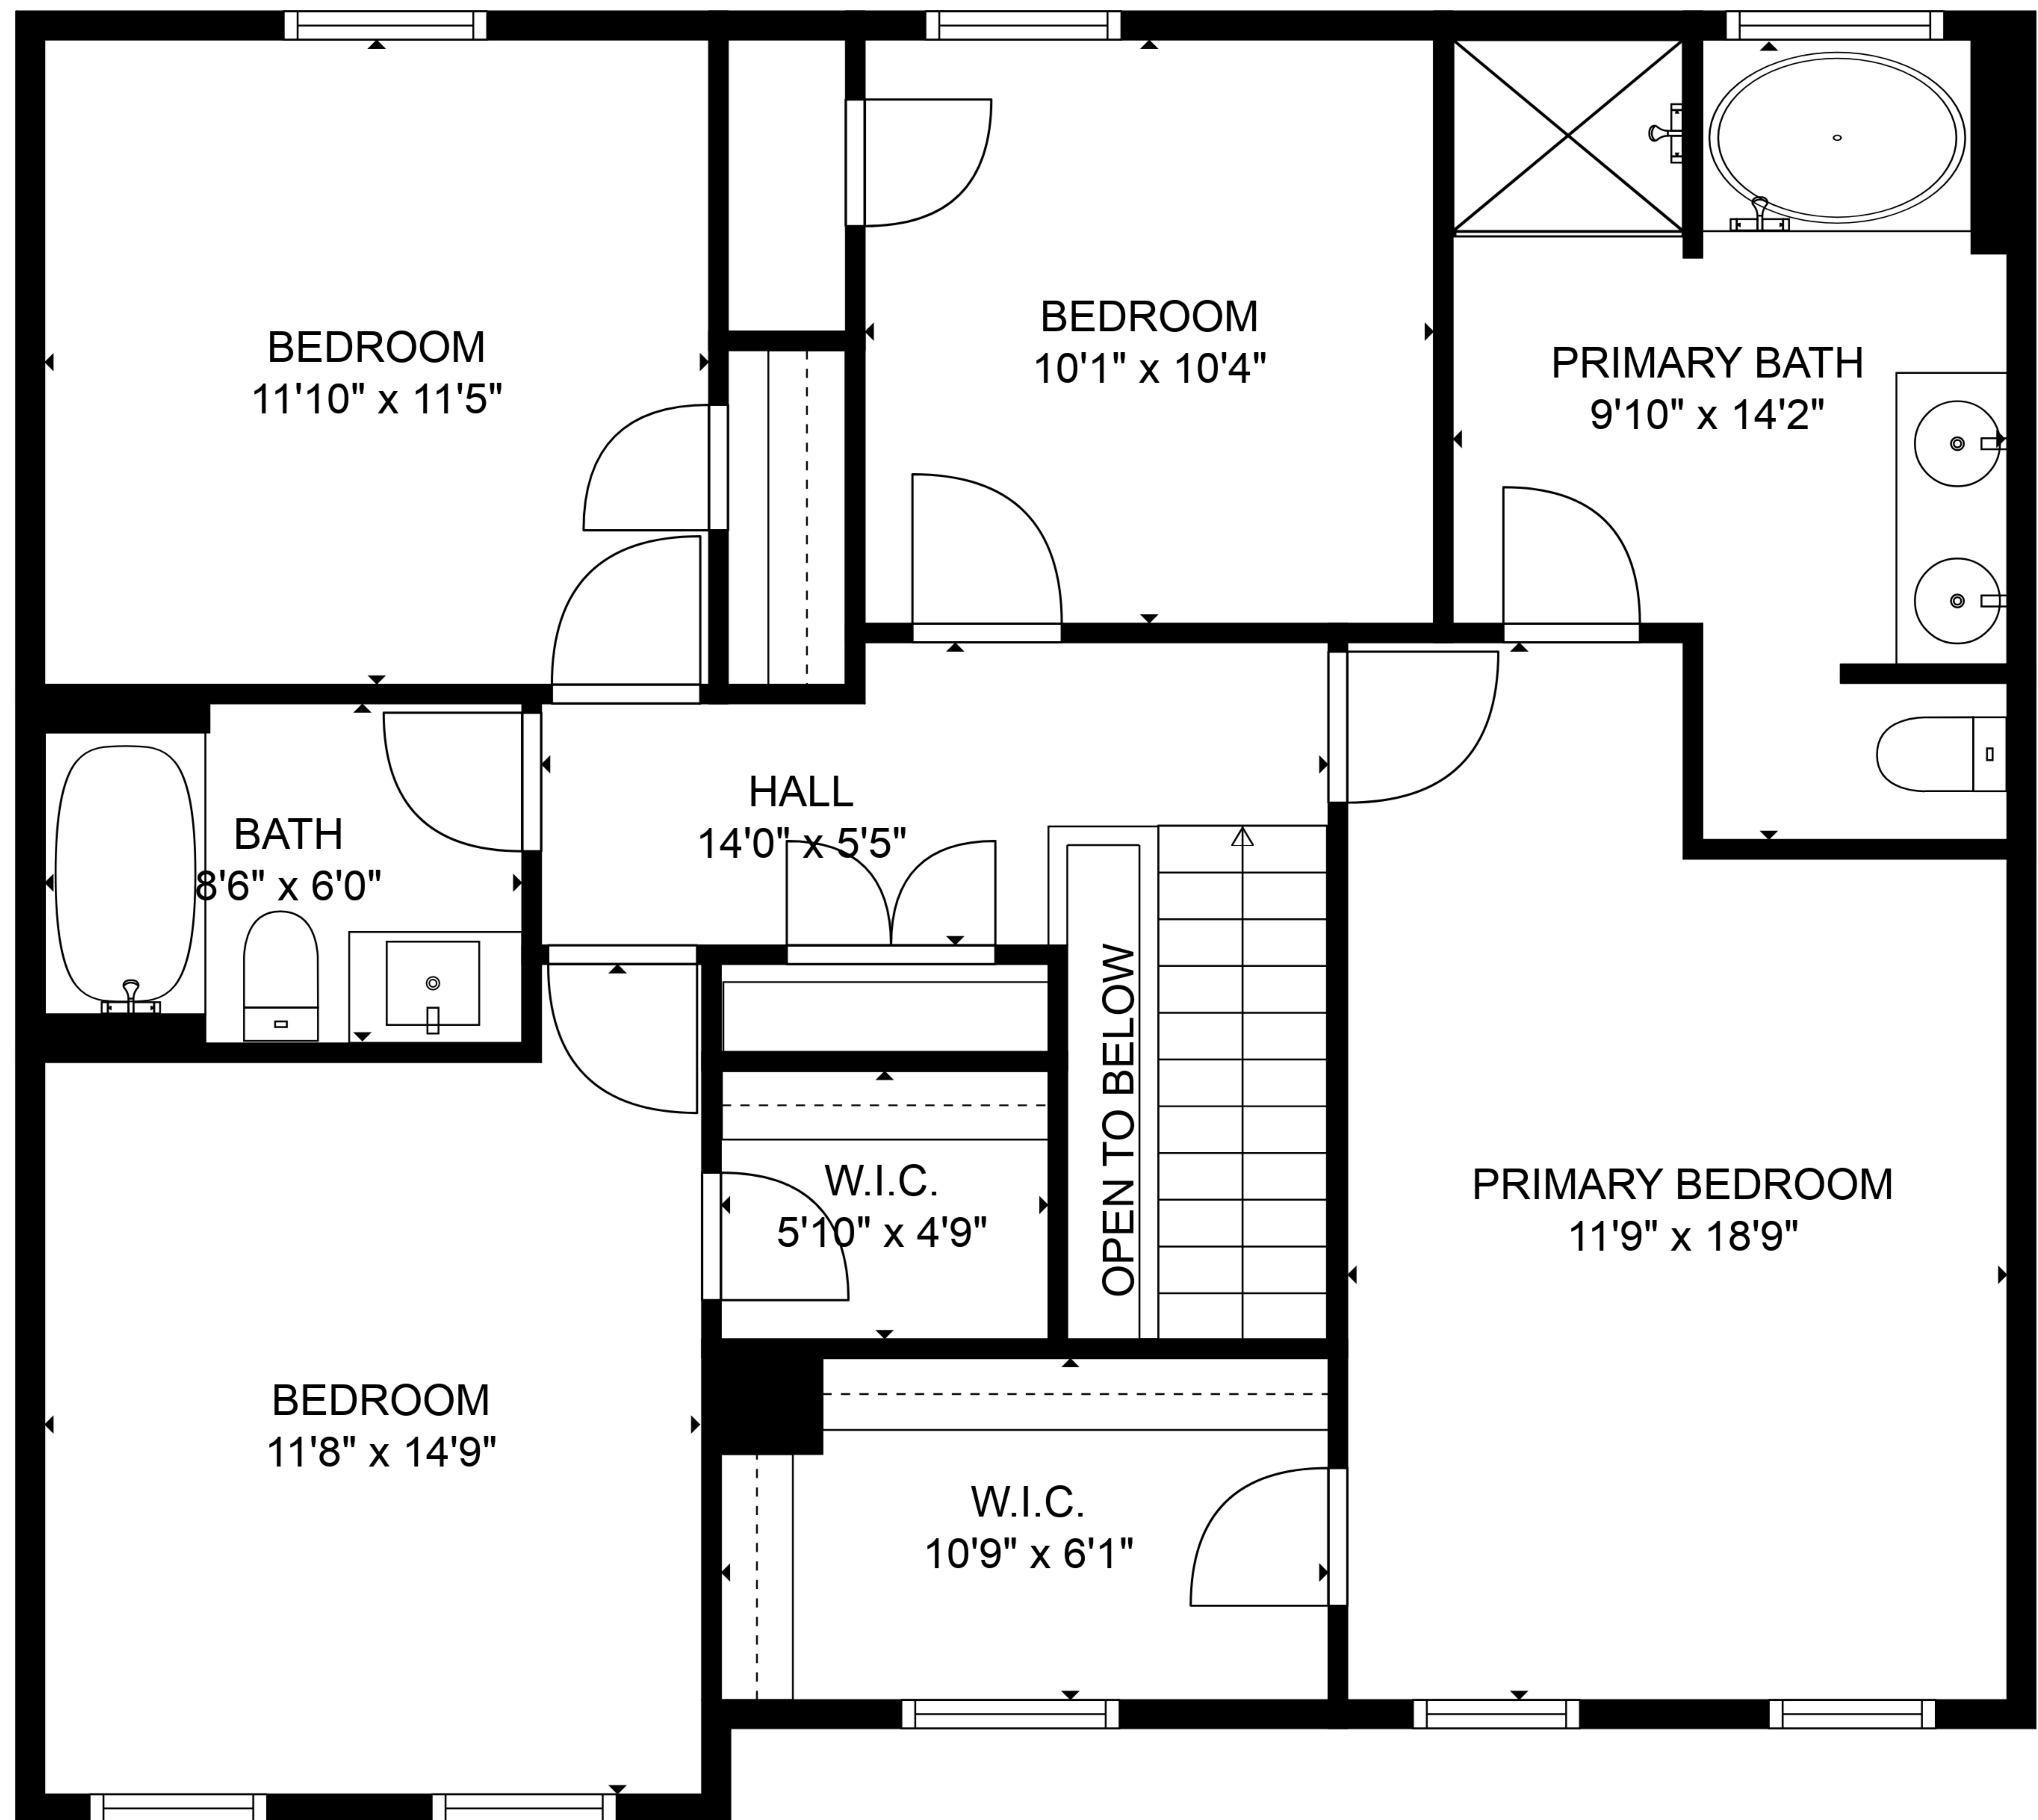 BEDROOM
11'10" x 11'5"
BEDROOM
10'1" x 10'4"
PRIMARY BATH
9'10" x 14'2"
HALL
14'0" x 5'5"
BATH
8'6" x 6'0"
OPEN TO BELOW
W.I.C.
5'10" x 4'9"
PRIMARY BEDROOM
11'9" x 18'9"
BEDROOM
11'8" x 14'9"
W.I.C.
10'9" x 6'1"